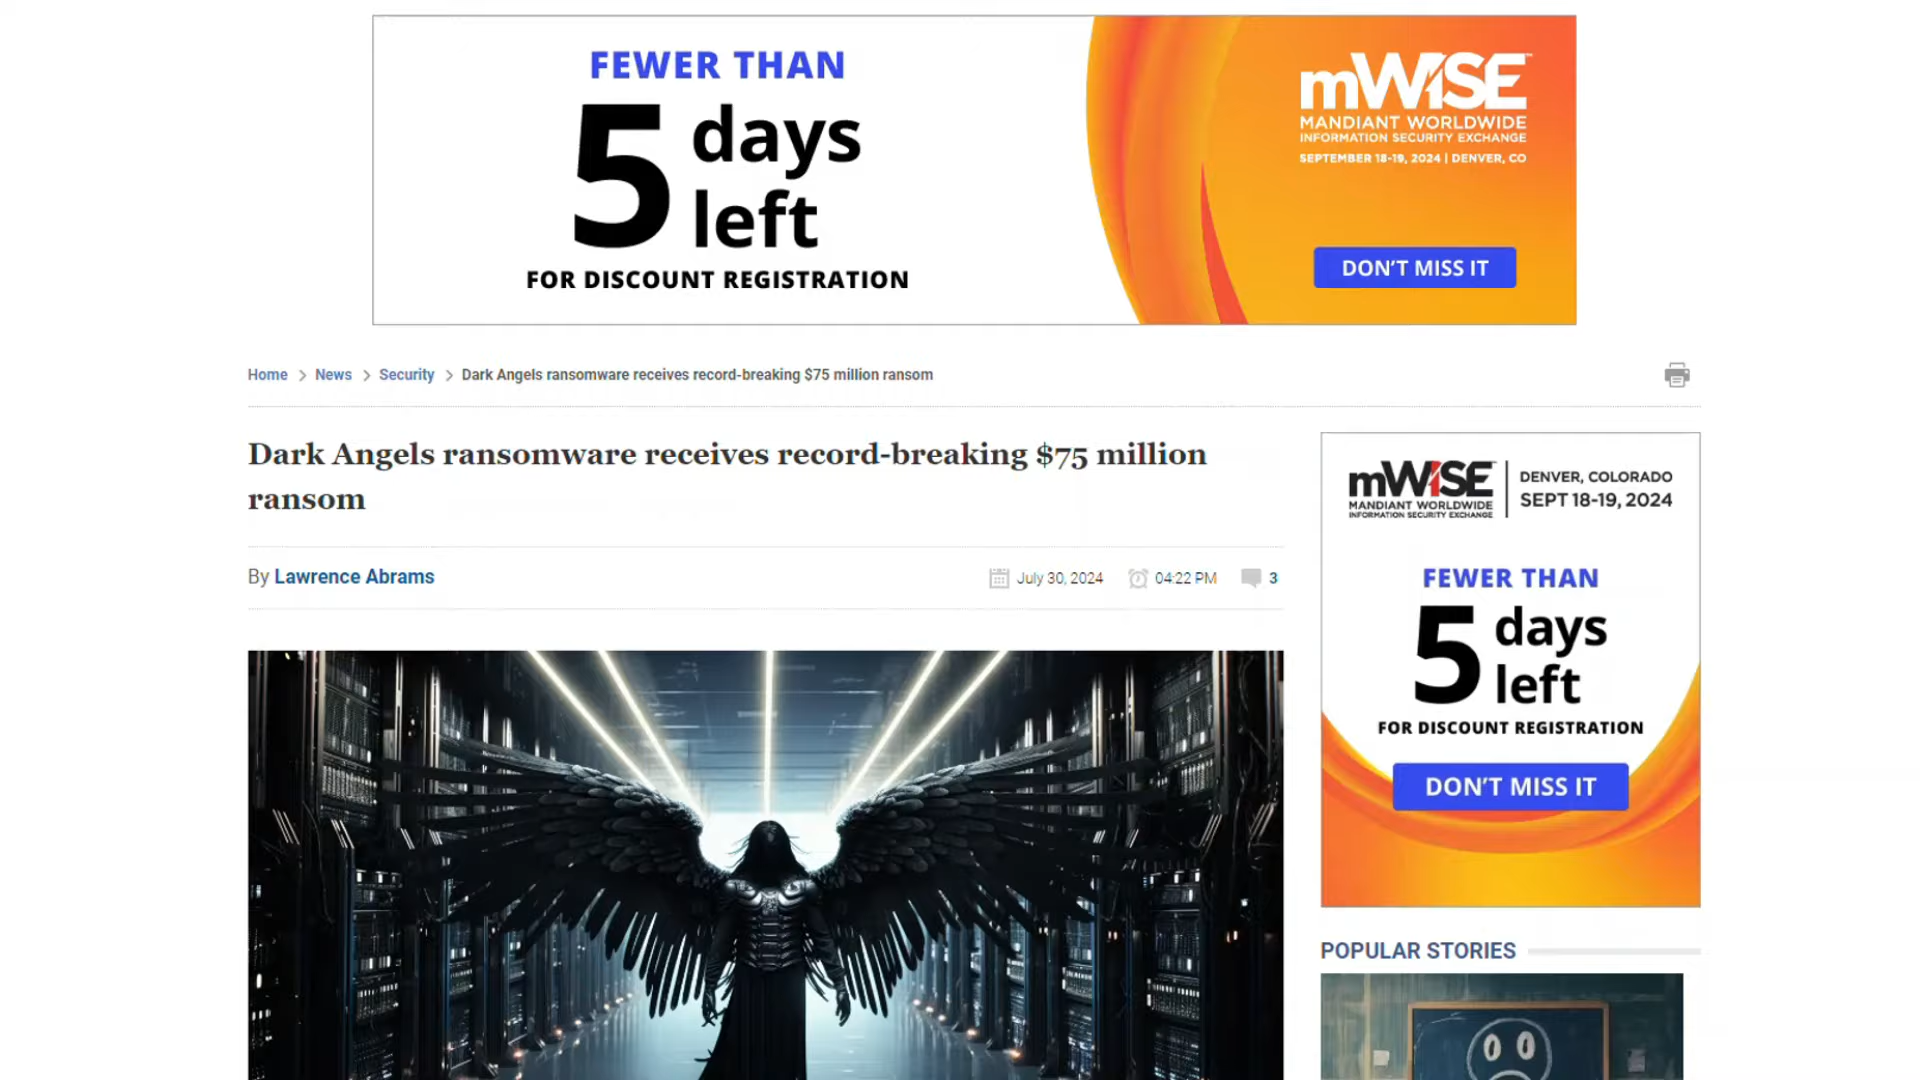 FEWER THAN
5 days
left
FOR DISCOUNT REGISTRATION
mWISE
MANDIANT WORLDWIDE
INFORMATION SECURITY EXCHANGE
SEPTEMBER 18-19, 2024 | DENVER, CO
DON'T MISS IT
Home > News > Security > Dark Angels ransomware receives record-breaking $75 million ransom
Dark Angels ransomware receives record-breaking $75 million
ransom
By Lawrence Abrams
July 30, 2024 04:22 PM 3
mWISE
MANDIANT WORLDWIDE
INFORMATION SECURITY EXCHANGE
DENVER, COLORADO
SEPT 18-19, 2024
FEWER THAN
5 days
left
FOR DISCOUNT REGISTRATION
DON'T MISS IT
POPULAR STORIES